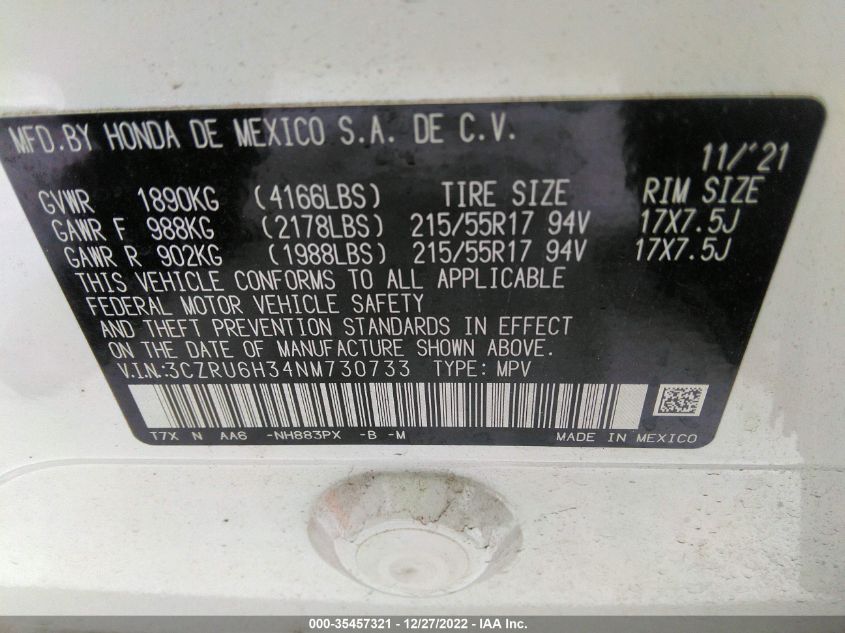 MFD.BY HONDA DE MEXICO S.A. DE C.V.
11/'21
GVWR 1890KG (4166LBS) TIRE SIZE RIM SIZE
GAWR F 988KG (2178LBS) 215/55R17 94V 17X7.5J
GAWR R 902KG (1988LBS) 215/55R17 94V 17X7.5J
THIS VEHICLE CONFORMS TO ALL APPLICABLE
FEDERAL MOTOR VEHICLE SAFETY
AND THEFT PREVENTION STANDARDS IN EFFECT
ON THE DATE OF MANUFACTURE SHOWN ABOVE.
V.I.N.:3CZRU6H34NM730733 TYPE: MPV
T7X N AA6 -NH883PX -B -M MADE IN MEXICO
000-35457321 - 12/27/2022 - IAA Inc.